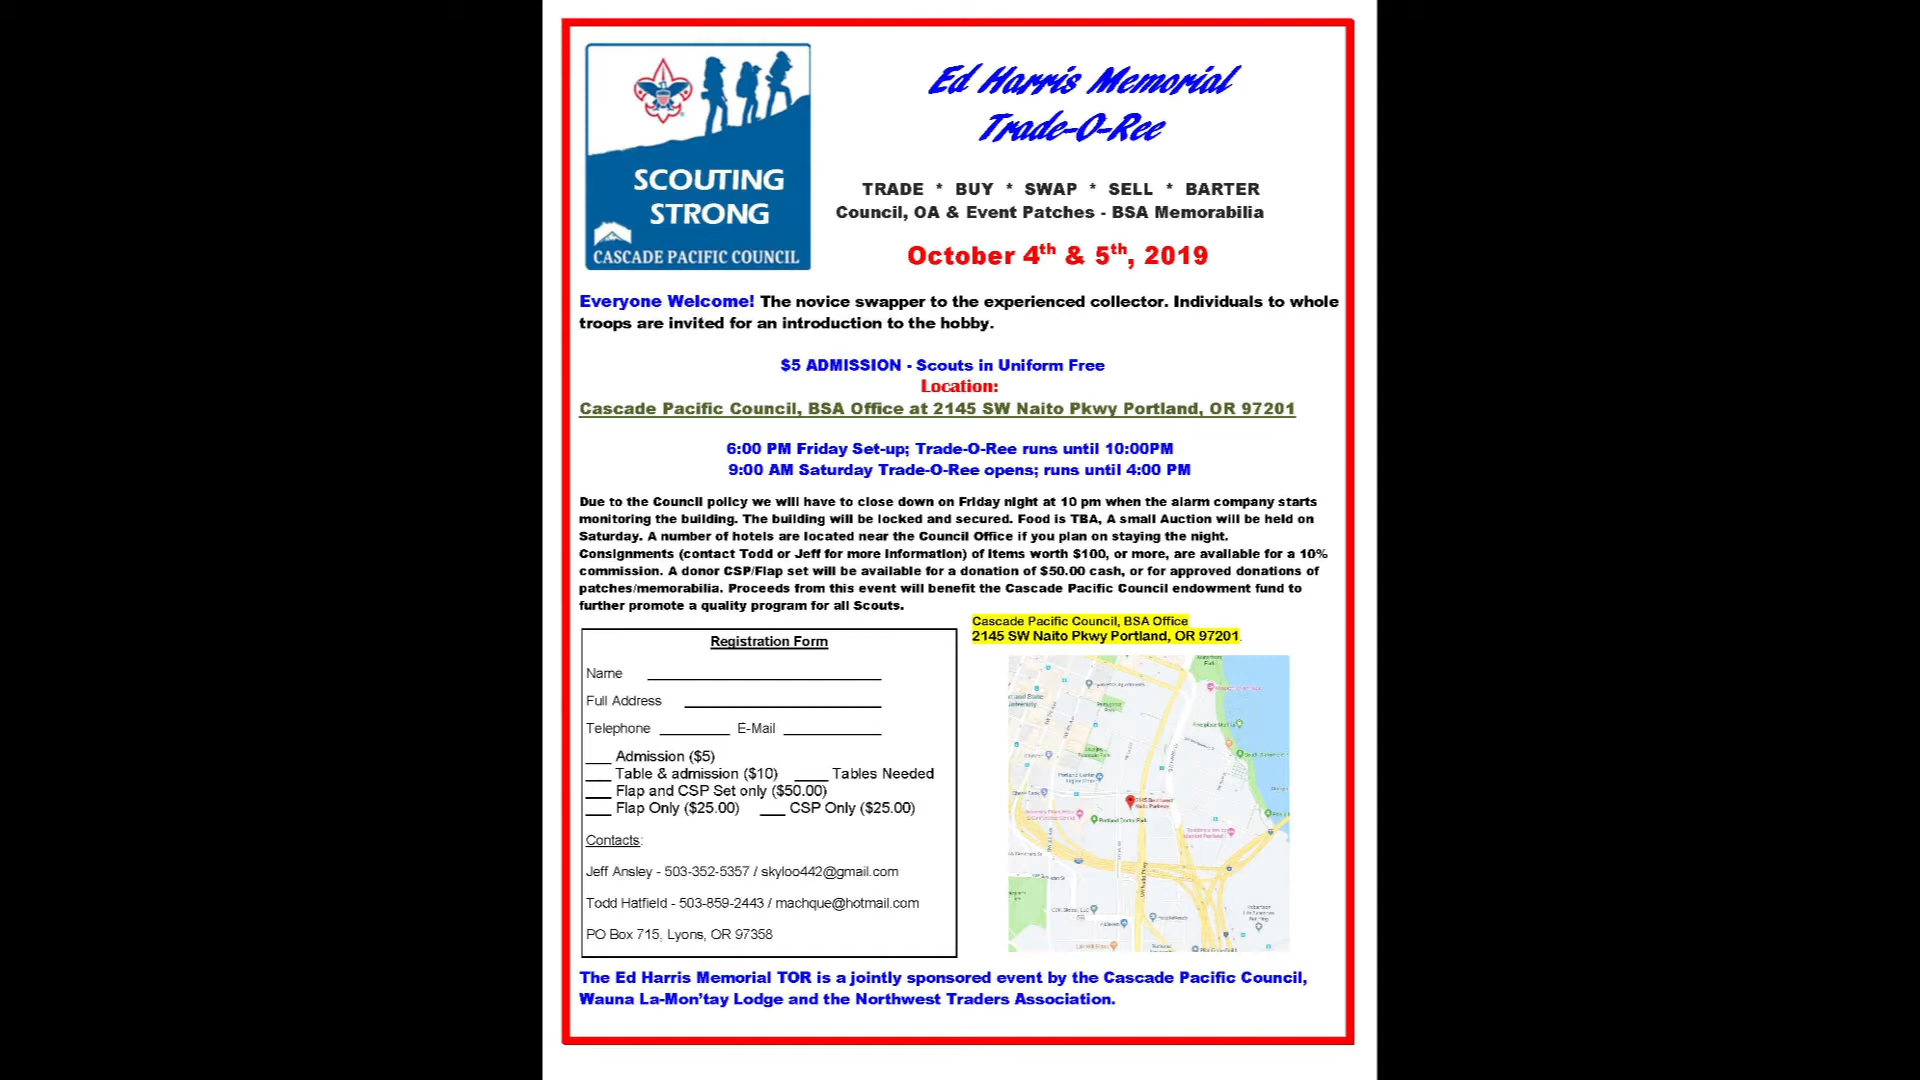 Ed Harris Memorial
Trade-O-Ree
SCOUTING
STRONG
CASCADE PACIFIC COUNCIL
TRADE * BUY * SWAP * SELL * BARTER
Council, OA & Event Patches - BSA Memorabilia
October 4th & 5th, 2019
Everyone Welcome! The novice swapper to the experienced collector. Individuals to whole
troops are invited for an introduction to the hobby.
$5 ADMISSION - Scouts in Uniform Free
Location:
Cascade Pacific Council, BSA Office at 2145 SW Naito Pkwy Portland, OR 97201
6:00 PM Friday Set-up; Trade-O-Ree runs until 10:00PM
9:00 AM Saturday Trade-O-Ree opens; runs until 4:00 PM
Due to the Council policy we will have to close down on Friday night at 10 pm when the alarm company starts
monitoring the building. The building will be locked and secured. Food is TBA, A small Auction will be held on
Saturday. A number of hotels are located near the Council Office if you plan on staying the night.
Consignments (contact Todd or Jeff for more information) of items worth $100, or more, are available for a 10%
commission. A donor CSP/Flap set will be available for a donation of $50.00 cash, or for approved donations of
patches/memorabilia. Proceeds from this event will benefit the Cascade Pacific Council endowment fund to
further promote a quality program for all Scouts.
Cascade Pacific Council, BSA Office
2145 SW Naito Pkwy Portland, OR 97201
Registration Form
Name
Full Address
Telephone E-Mail
Admission ($5)
Table & admission ($10) Tables Needed
Flap and CSP Set only ($50.00)
Flap Only ($25.00) CSP Only ($25.00)
Contacts:
Jeff Ansley - 503-352-5357 / skyloo442@gmail.com
Todd Hatfield - 503-859-2443 / machque@hotmail.com
PO Box 715, Lyons, OR 97358
The Ed Harris Memorial TOR is a jointly sponsored event by the Cascade Pacific Council,
Wauna La-Mon'tay Lodge and the Northwest Traders Association.